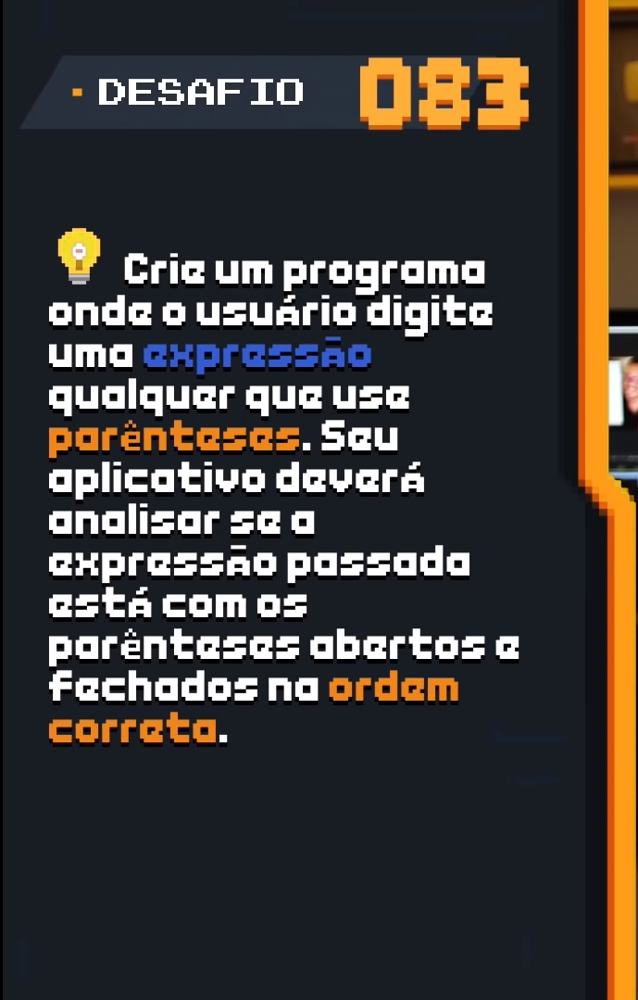 DESAFIO 083
Crie um programa
onde o usuário digite
uma expressão
qualquer que use
parênteses. Seu
aplicativo deverá
analisar se a
expressão passada
está com os
parênteses abertos e
fechados na ordem
correta.